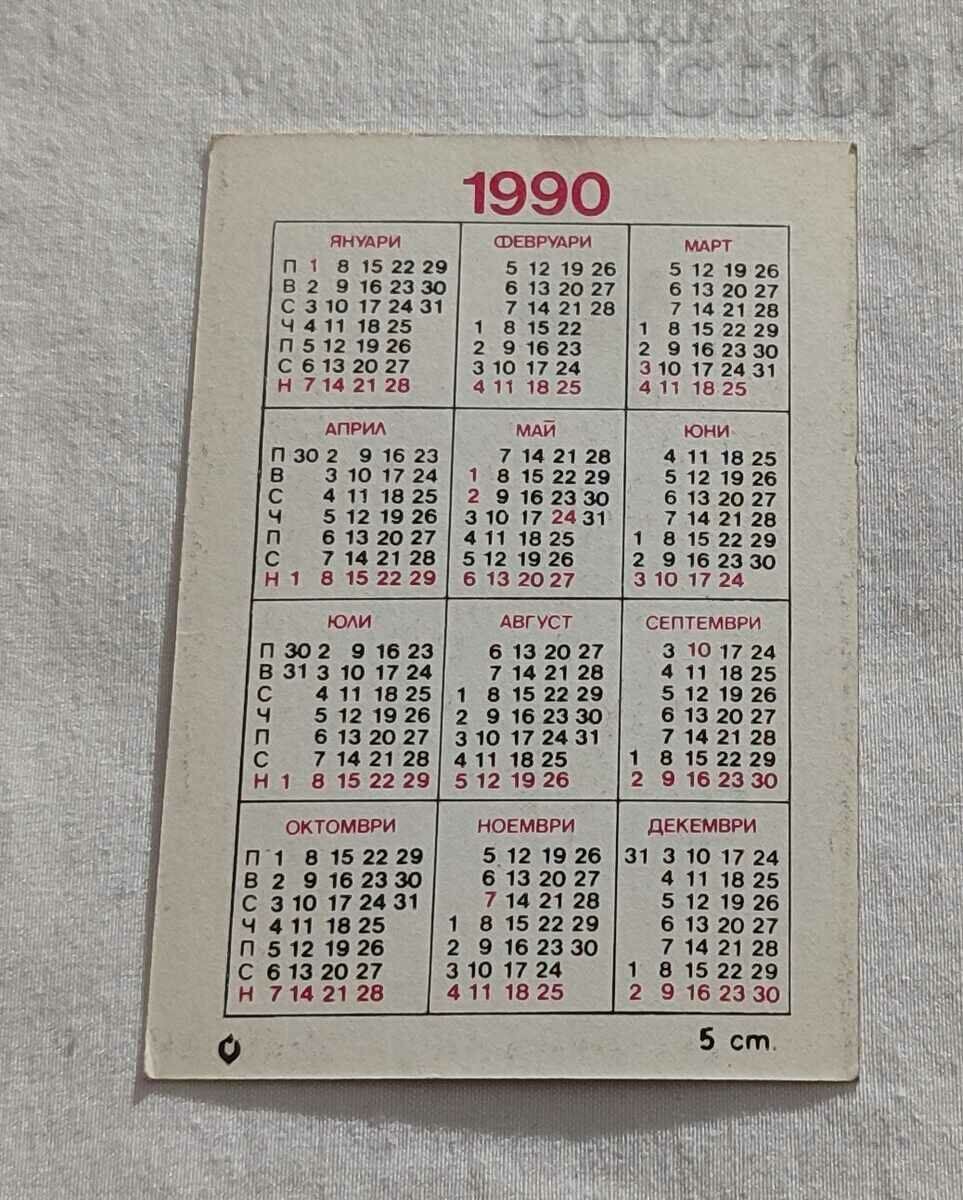 1990
ЯНУАРИ ФЕВРУАРИ МАРТ
П 1 8 15 22 29 5 12 19 26 5 12 19 26
В 2 9 16 23 30 6 13 20 27 6 13 20 27
С 3 10 17 24 31 7 14 21 28 7 14 21 28
Ч 4 11 18 25 1 8 15 22 1 8 15 22 29
П 5 12 19 26 2 9 16 23 2 9 16 23 30
С 6 13 20 27 3 10 17 24 3 10 17 24 31
Н 7 14 21 28 4 11 18 25 4 11 18 25
АПРИЛ МАЙ ЮНИ
П 30 2 9 16 23 7 14 21 28 4 11 18 25
В 3 10 17 24 1 8 15 22 29 5 12 19 26
С 4 11 18 25 2 9 16 23 30 6 13 20 27
Ч 5 12 19 26 3 10 17 24 31 7 14 21 28
П 6 13 20 27 4 11 18 25 1 8 15 22 29
С 7 14 21 28 5 12 19 26 2 9 16 23 30
Н 1 8 15 22 29 6 13 20 27 3 10 17 24
ЮЛИ АВГУСТ СЕПТЕМВРИ
П 30 2 9 16 23 6 13 20 27 3 10 17 24
В 31 3 10 17 24 7 14 21 28 4 11 18 25
С 4 11 18 25 1 8 15 22 29 5 12 19 26
Ч 5 12 19 26 2 9 16 23 30 6 13 20 27
П 6 13 20 27 3 10 17 24 31 7 14 21 28
С 7 14 21 28 4 11 18 25 1 8 15 22 29
Н 1 8 15 22 29 5 12 19 26 2 9 16 23 30
ОКТОМВРИ НОЕМВРИ ДЕКЕМВРИ
П 1 8 15 22 29 5 12 19 26 31 3 10 17 24
В 2 9 16 23 30 6 13 20 27 4 11 18 25
С 3 10 17 24 31 7 14 21 28 5 12 19 26
Ч 4 11 18 25 1 8 15 22 29 6 13 20 27
П 5 12 19 26 2 9 16 23 30 7 14 21 28
С 6 13 20 27 3 10 17 24 1 8 15 22 29
Н 7 14 21 28 4 11 18 25 2 9 16 23 30
5 ст.